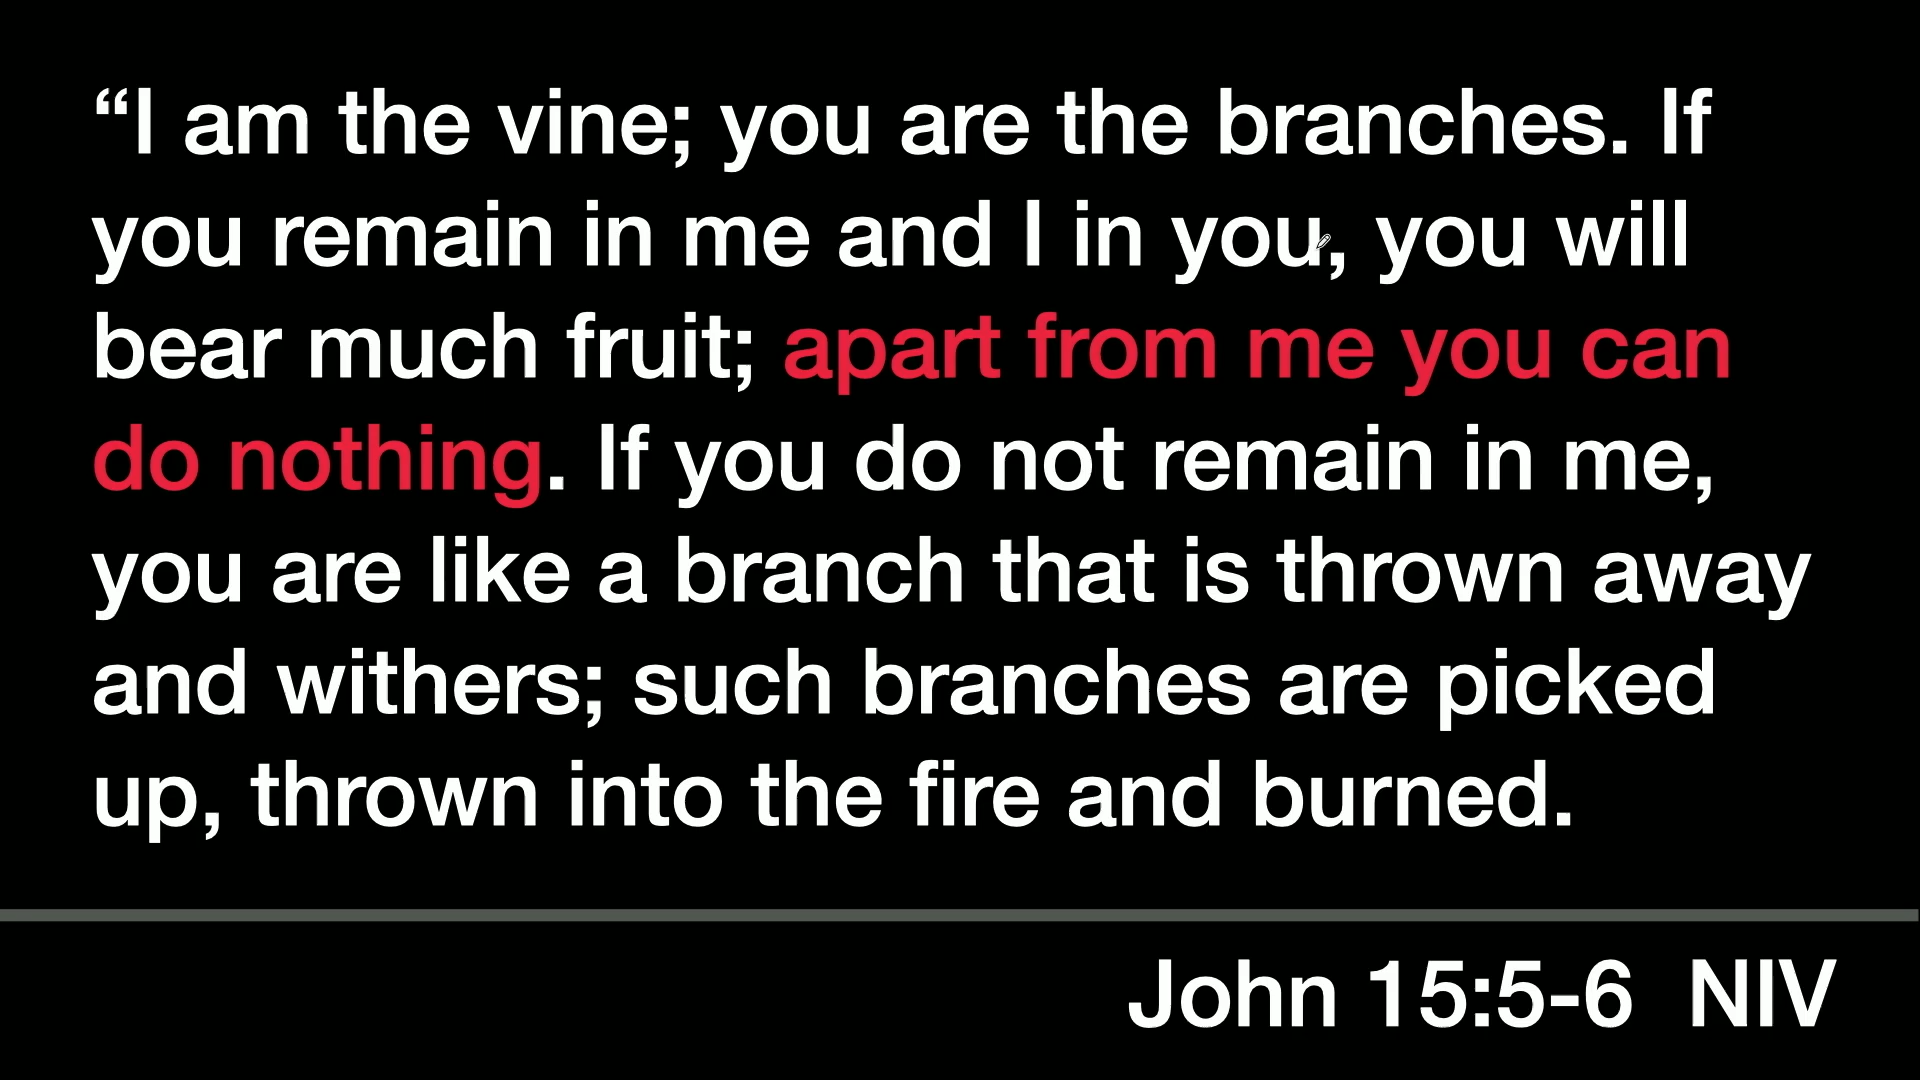 “I am the vine; you are the branches. If
you remain in me and I in you, you will
bear much fruit; apart from me you can
do nothing. If you do not remain in me,
you are like a branch that is thrown away
and withers; such branches are picked
up, thrown into the fire and burned.
John 15:5-6  NIV